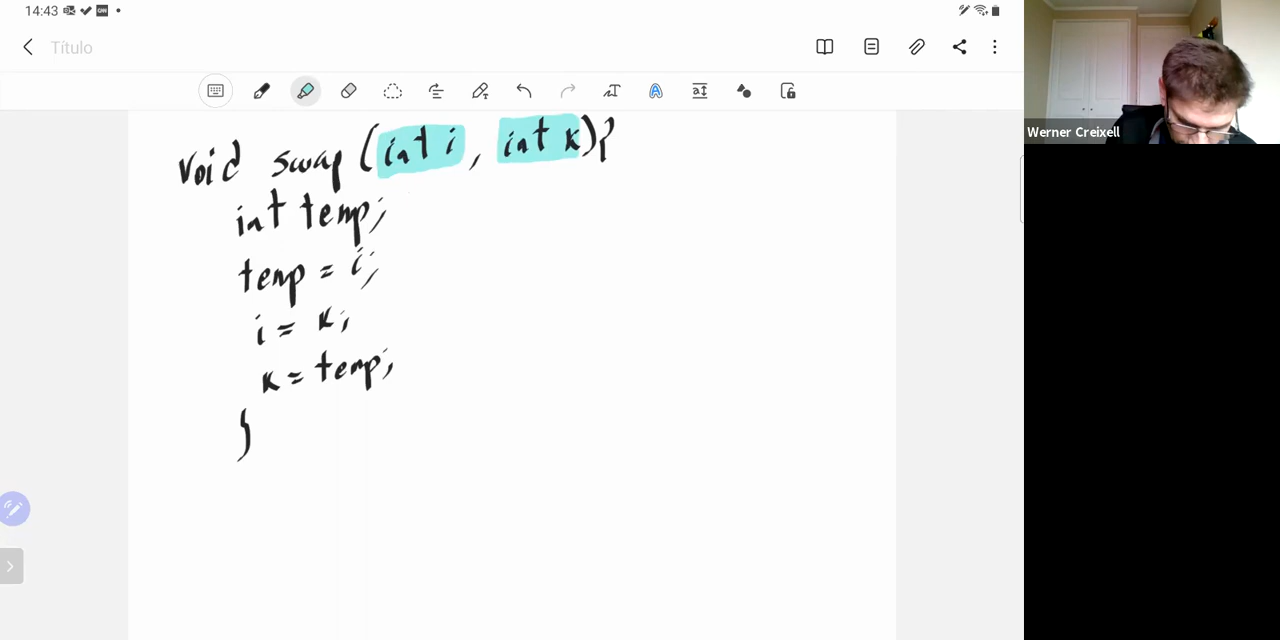 14:43
Título
void swap (int i, int k){
int temp;
temp = i;
i = k;
k = temp;
}
Werner Creixell